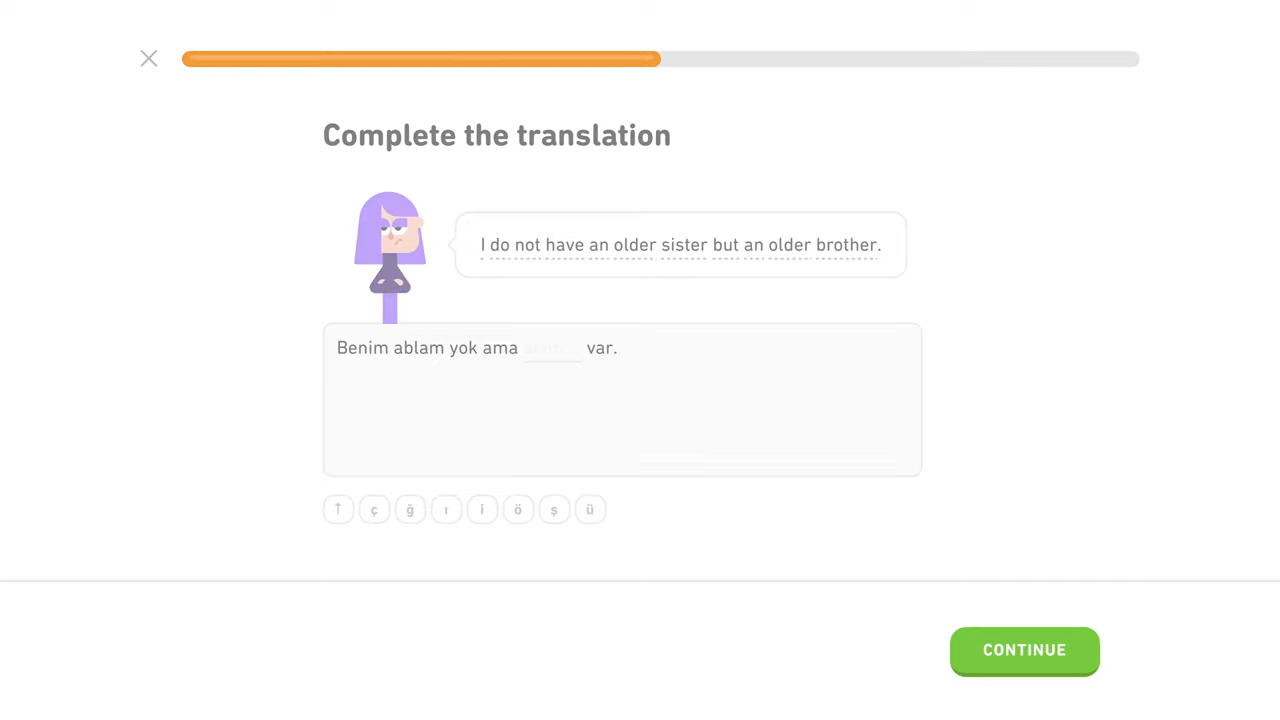 Complete the translation
I do not have an older sister but an older brother.
Benim ablam yok ama var.
↑ ç ğ ı i ö ş ü
CONTINUE